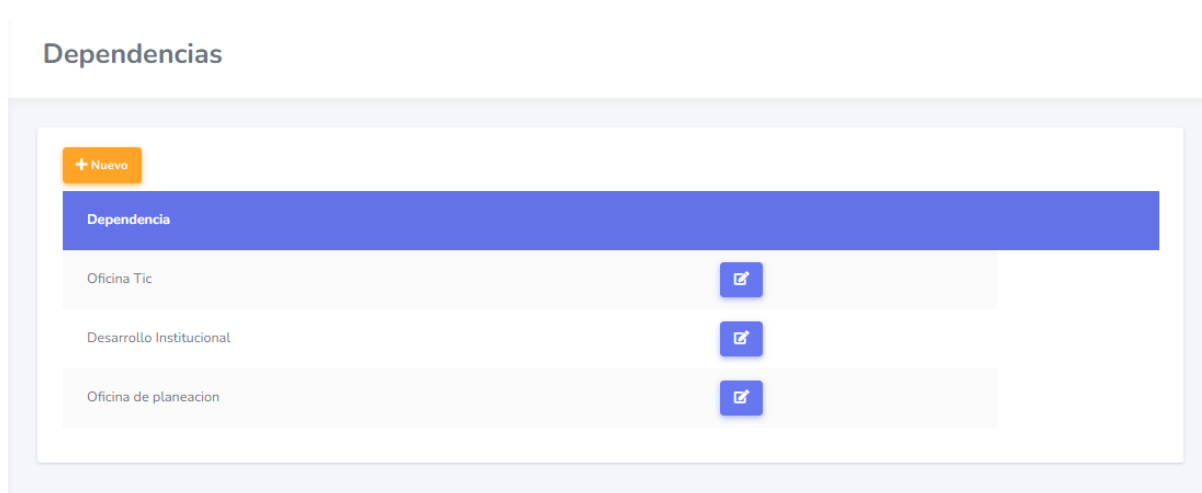 Dependencias
Nuevo
Dependencia
Oficina Tic
Desarrollo Institucional
Oficina de planeacion